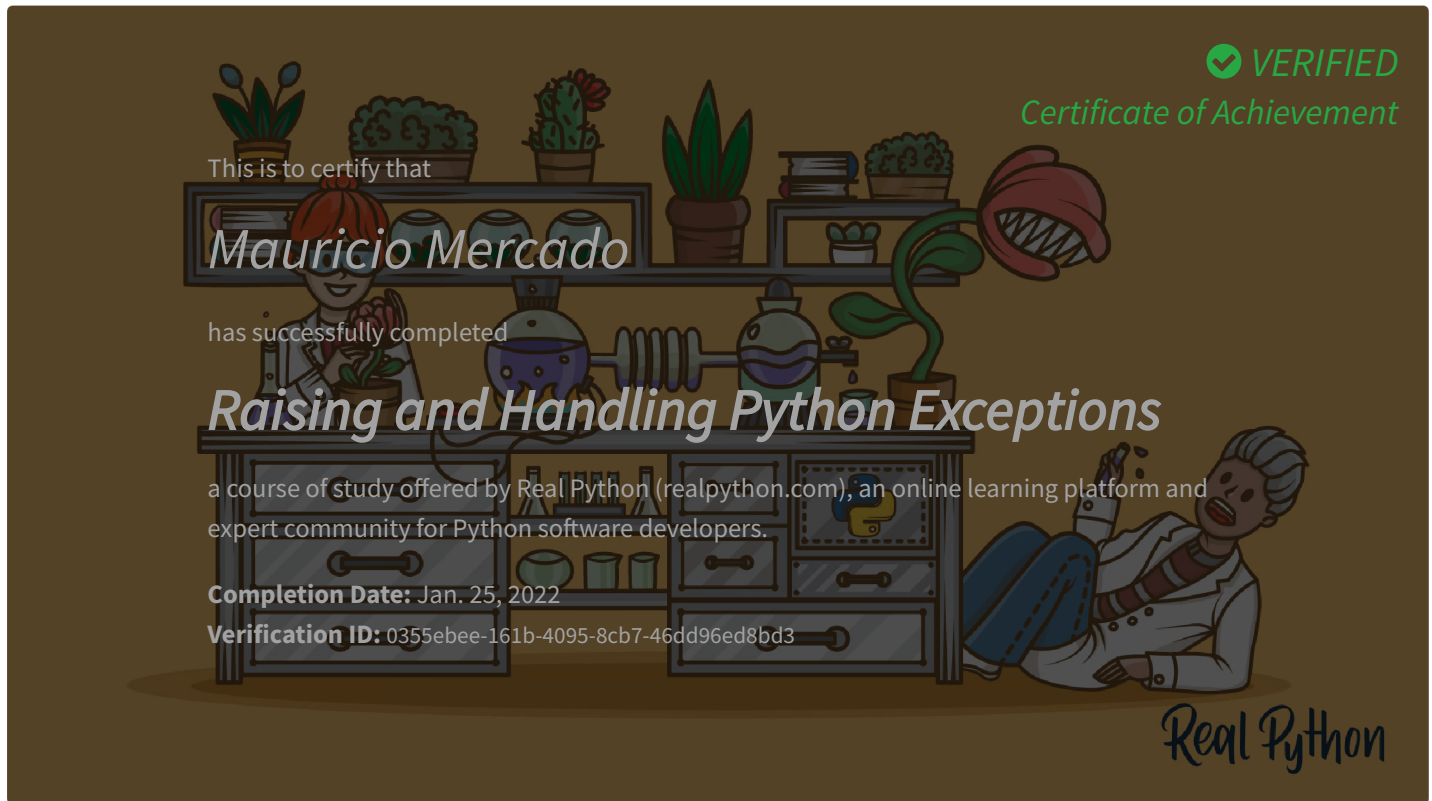 VERIFIED
Certificate of Achievement
This is to certify that
Mauricio Mercado
has successfully completed
Raising and Handling Python Exceptions
a course of study offered by Real Python (realpython.com), an online learning platform and
expert community for Python software developers.
Completion Date: Jan. 25, 2022
Verification ID: 0355ebee-161b-4095-8cb7-46dd96ed8bd3
Real Python